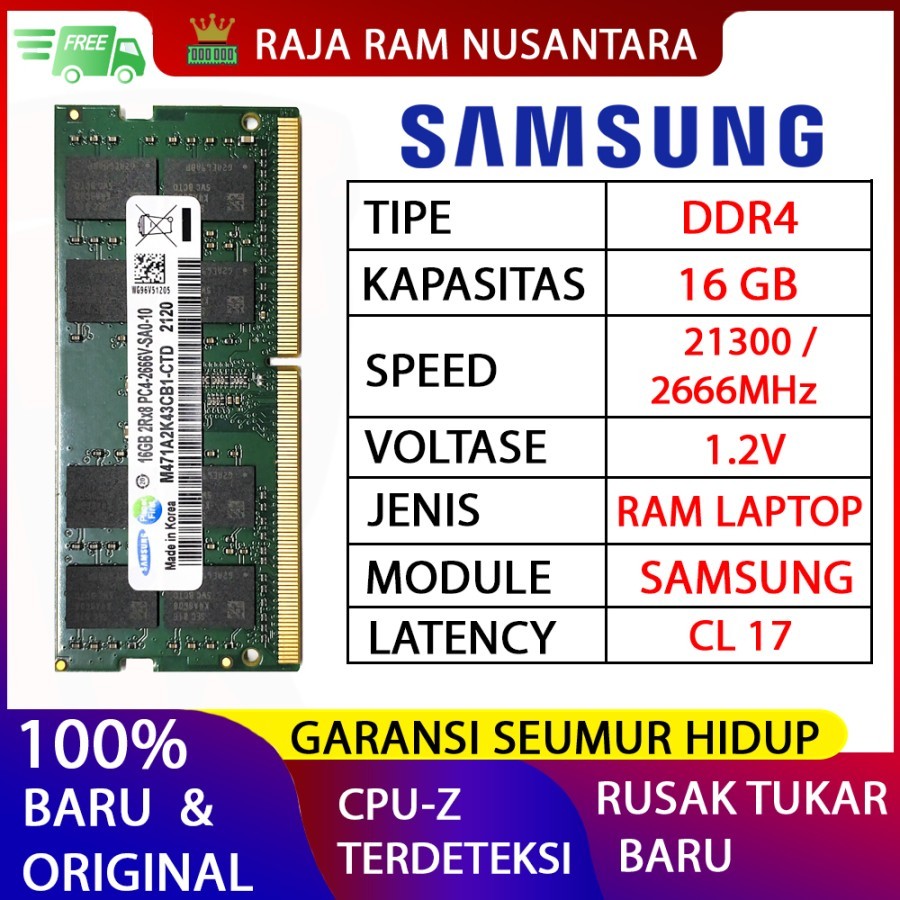 FREE
RAJA RAM NUSANTARA
SAMSUNG
TIPE DDR4
KAPASITAS 16 GB
SPEED 21300 / 2666MHz
VOLTASE 1.2V
JENIS RAM LAPTOP
MODULE SAMSUNG
LATENCY CL 17
WG96V51205
16GB 2Rx8 PC4-2666V-SA0-10
M471A2K43CB1-CTD 2120
SAMSUNG
Made in Korea
GARANSI SEUMUR HIDUP
100%
BARU & ORIGINAL
CPU-Z
TERDETEKSI
RUSAK TUKAR
BARU